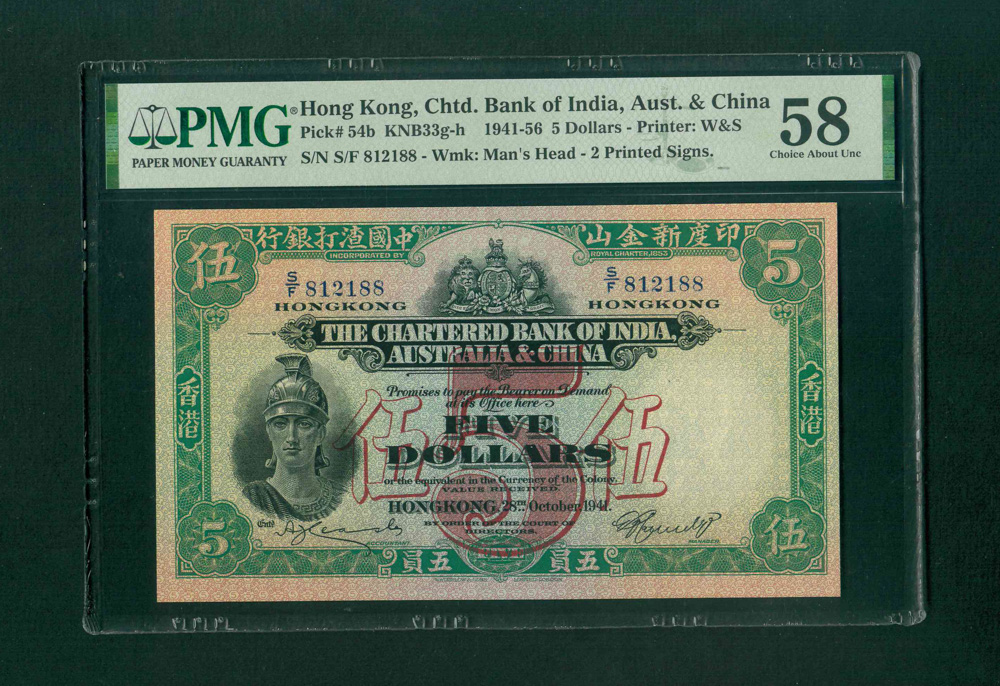 PMG®
PAPER MONEY GUARANTY
Hong Kong, Chtd. Bank of India, Aust. & China
Pick# 54b KNB33g-h 1941-56 5 Dollars - Printer: W&S
S/N S/F 812188 - Wmk: Man's Head - 2 Printed Signs.
58
Choice About Unc
行銀打渣國中 山金新度印
伍
5
INCORPORATED BY
ROYAL CHARTER, 1853
S/F 812188
S/F 812188
HONGKONG
HONGKONG
THE CHARTERED BANK OF INDIA,
AUSTRALIA & CHINA
香港
香港
Promises to pay the Bearer on Demand
at its Office here
伍 5 伍
FIVE
DOLLARS
or the equivalent in the Currency of the Colony,
VALUE RECEIVED.
HONGKONG, 28TH October 1941.
BY ORDER OF THE COURT OF
DIRECTORS.
Entd
ACCOUNTANT.
MANAGER.
5
伍
員五
員五